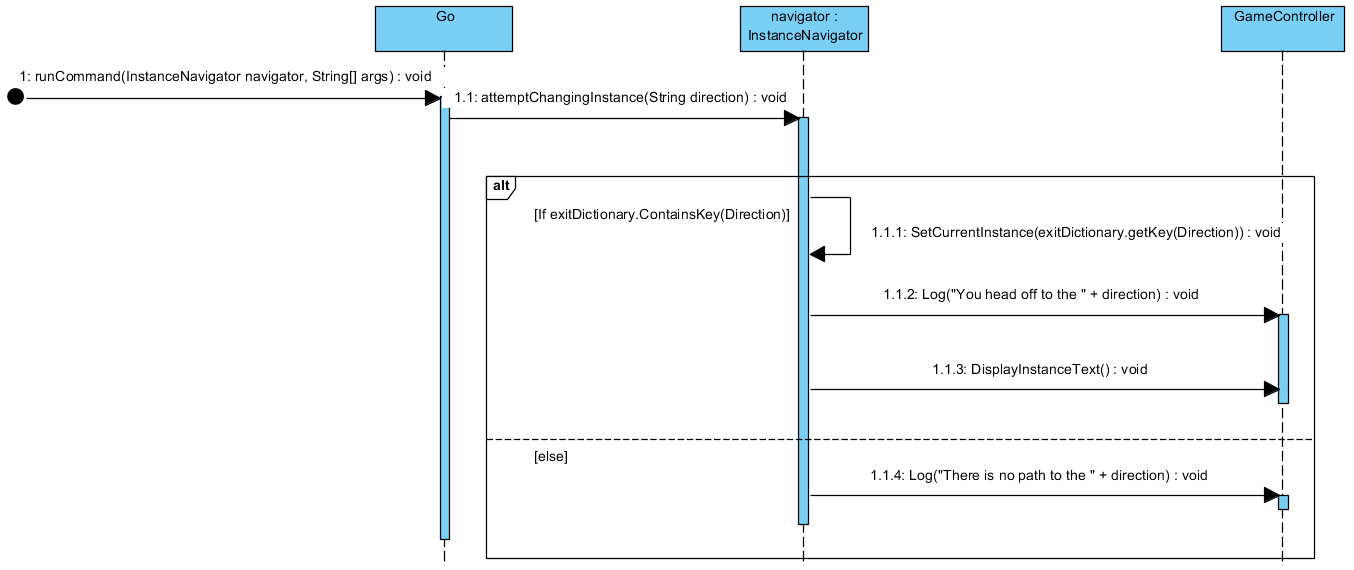 Go
navigator :
InstanceNavigator
GameController
1: runCommand(InstanceNavigator navigator, String[] args) : void
1.1: attemptChangingInstance(String direction) : void
alt
[If exitDictionary.ContainsKey(Direction)]
1.1.1: SetCurrentInstance(exitDictionary.getKey(Direction)) : void
1.1.2: Log("You head off to the " + direction) : void
1.1.3: DisplayInstanceText() : void
[else]
1.1.4: Log("There is no path to the " + direction) : void